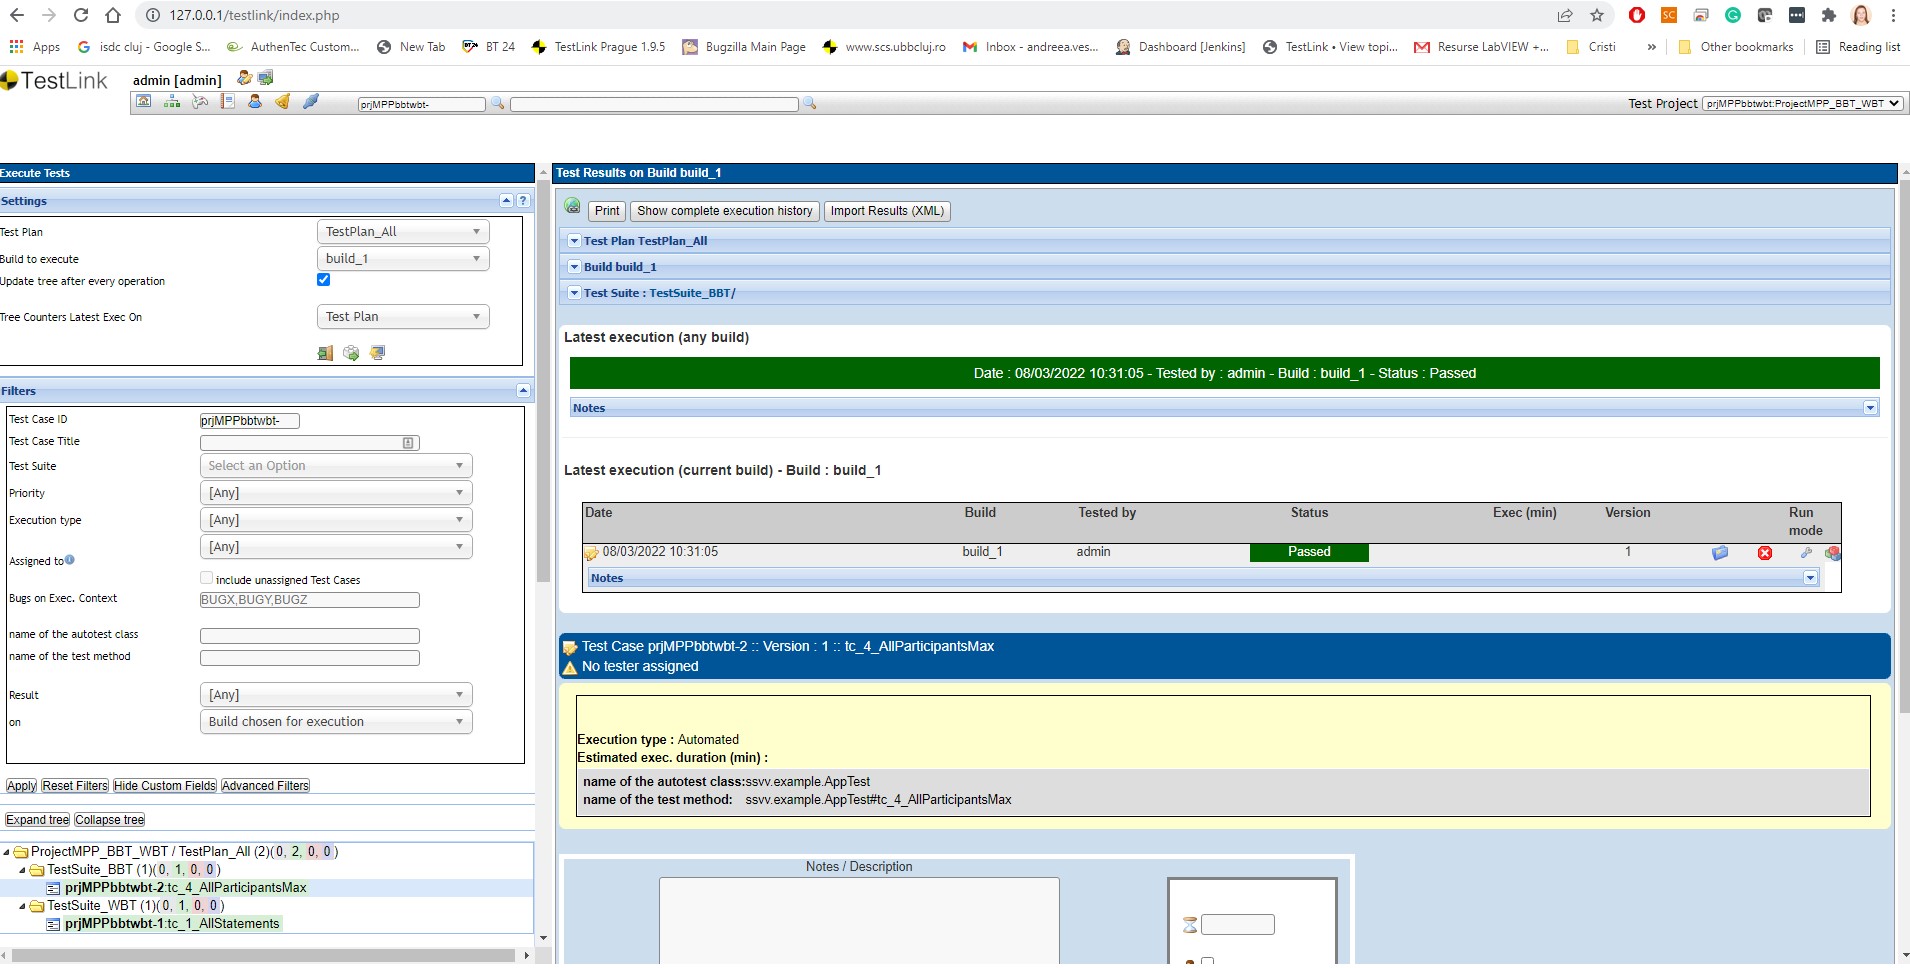 127.0.0.1/testlink/index.php
Apps
isdc cluj - Google S...
AuthenTec Custom...
New Tab
BT 24
TestLink Prague 1.9.5
Bugzilla Main Page
www.scs.ubbcluj.ro
Inbox - andreea.ves...
Dashboard [Jenkins]
TestLink • View topi...
Resurse LabVIEW +...
Cristi
»
Other bookmarks
Reading list
TestLink
admin [admin]
prjMPPbbtwbt-
Test Project
prjMPPbbtwbt:ProjectMPP_BBT_WBT
Execute Tests
Settings
?
Test Plan
TestPlan_All
Build to execute
build_1
Update tree after every operation
Tree Counters Latest Exec On
Test Plan
Filters
Test Case ID
prjMPPbbtwbt-
Test Case Title
Test Suite
Select an Option
Priority
[Any]
Execution type
[Any]
[Any]
Assigned to
include unassigned Test Cases
Bugs on Exec. Context
BUGX,BUGY,BUGZ
name of the autotest class
name of the test method
Result
[Any]
on
Build chosen for execution
Apply
Reset Filters
Hide Custom Fields
Advanced Filters
Expand tree
Collapse tree
ProjectMPP_BBT_WBT / TestPlan_All (2)(0, 2, 0, 0)
TestSuite_BBT (1)(0, 1, 0, 0)
prjMPPbbtwbt-2:tc_4_AllParticipantsMax
TestSuite_WBT (1)(0, 1, 0, 0)
prjMPPbbtwbt-1:tc_1_AllStatements
Test Results on Build build_1
Print
Show complete execution history
Import Results (XML)
Test Plan TestPlan_All
Build build_1
Test Suite : TestSuite_BBT/
Latest execution (any build)
Date : 08/03/2022 10:31:05 - Tested by : admin - Build : build_1 - Status : Passed
Notes
Latest execution (current build) - Build : build_1
Date
Build
Tested by
Status
Exec (min)
Version
Run mode
08/03/2022 10:31:05
build_1
admin
Passed
1
Notes
Test Case prjMPPbbtwbt-2 :: Version : 1 :: tc_4_AllParticipantsMax
No tester assigned
Execution type : Automated
Estimated exec. duration (min) :
name of the autotest class:ssvv.example.AppTest
name of the test method: ssvv.example.AppTest#tc_4_AllParticipantsMax
Notes / Description